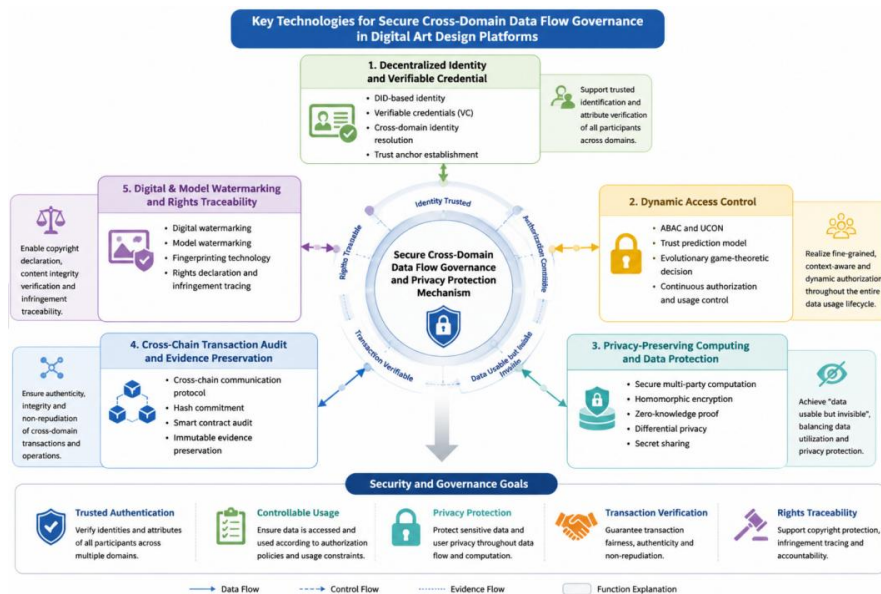 Key Technologies for Secure Cross-Domain Data Flow Governance
in Digital Art Design Platforms
1. Decentralized Identity
and Verifiable Credential
• DID-based identity
• Verifiable credentials (VC)
• Cross-domain identity
resolution
• Trust anchor establishment
Support trusted
identification and
attribute verification
of all participants
across domains.
5. Digital & Model Watermarking
and Rights Traceability
• Digital watermarking
• Model watermarking
• Fingerprinting technology
• Rights declaration and
infringement tracing
Enable copyright
declaration,
content integrity
verification and
infringement
traceability.
Identity Trusted
Authorization
Data Usable but
Invisible
Transaction Verifiable
Secure Cross-Domain
Data Flow Governance
and Privacy Protection
Mechanism
2. Dynamic Access Control
• ABAC and UCON
• Trust prediction model
• Evolutionary game-theoretic
decision
• Continuous authorization
and usage control
Realize fine-grained,
context-aware and
dynamic authorization
throughout the entire
data usage lifecycle.
4. Cross-Chain Transaction Audit
and Evidence Preservation
• Cross-chain communication
protocol
• Hash commitment
• Smart contract audit
• Immutable evidence
preservation
Ensure authenticity,
integrity and
non-repudiation
of cross-domain
transactions and
operations.
3. Privacy-Preserving Computing
and Data Protection
• Secure multi-party computation
• Homomorphic encryption
• Zero-knowledge proof
• Differential privacy
• Secret sharing
Achieve "data
usable but invisible",
balancing data
utilization and
privacy protection.
Security and Governance Goals
Trusted Authentication
Verify identities and attributes
of all participants across
multiple domains.
Controllable Usage
Ensure data is accessed and
used according to authorization
policies and usage constraints.
Privacy Protection
Protect sensitive data and
user privacy throughout data
flow and computation.
Transaction Verification
Guarantee transaction
fairness, authenticity and
non-repudiation.
Rights Traceability
Support copyright protection,
infringement tracing and
accountability.
Data Flow
Control Flow
Evidence Flow
Function Explanation